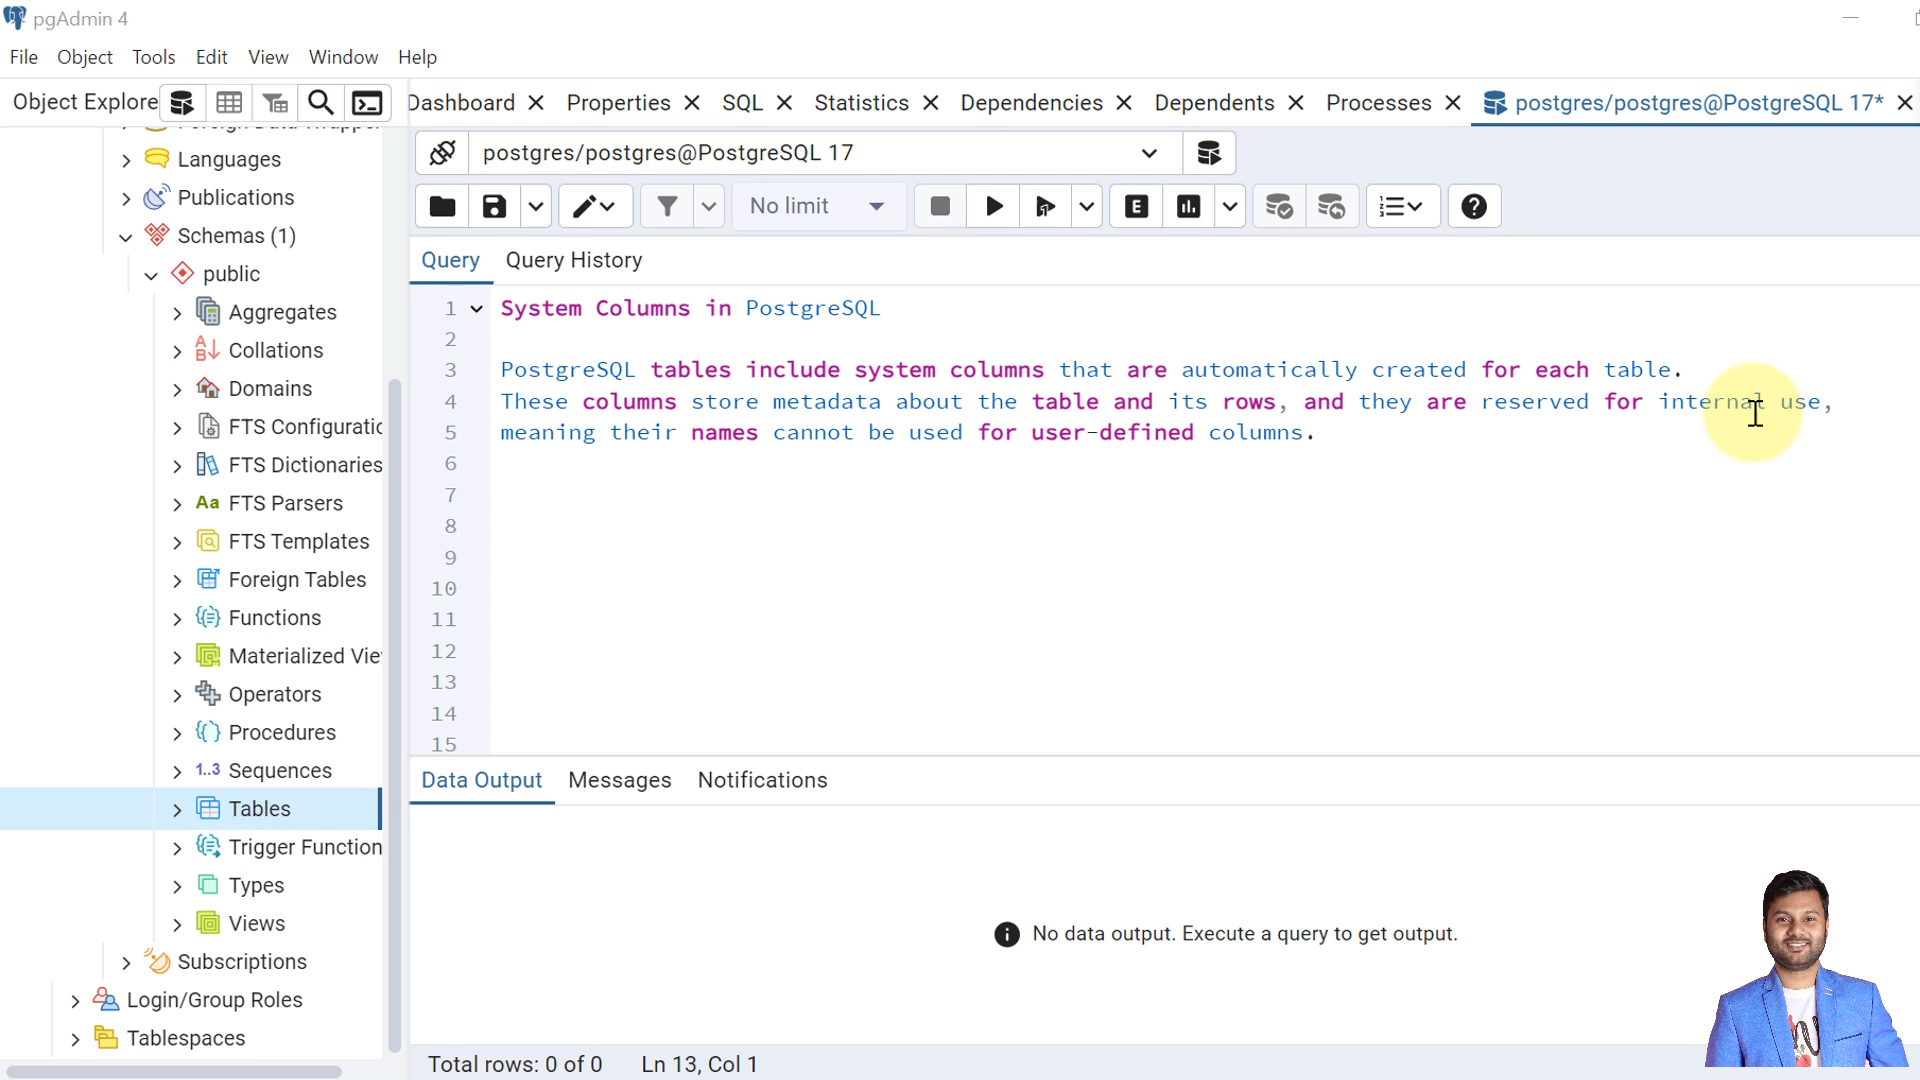 pgAdmin 4
File Object Tools Edit View Window Help
Object Explore
Dashboard Properties SQL Statistics Dependencies Dependents Processes postgres/postgres@PostgreSQL 17*
Languages
Publications
Schemas (1)
public
Aggregates
Collations
Domains
FTS Configuratic
FTS Dictionaries
FTS Parsers
Aa
FTS Templates
Foreign Tables
Functions
Materialized Vie
Operators
Procedures
1..3 Sequences
Tables
Trigger Function
Types
Views
Subscriptions
Login/Group Roles
Tablespaces
postgres/postgres@PostgreSQL 17
No limit
E
Query Query History
1 System Columns in PostgreSQL
2
3 PostgreSQL tables include system columns that are automatically created for each table.
4 These columns store metadata about the table and its rows, and they are reserved for internal use,
5 meaning their names cannot be used for user-defined columns.
6
7
8
9
10
11
12
13
14
15
Data Output Messages Notifications
No data output. Execute a query to get output.
Total rows: 0 of 0 Ln 13, Col 1